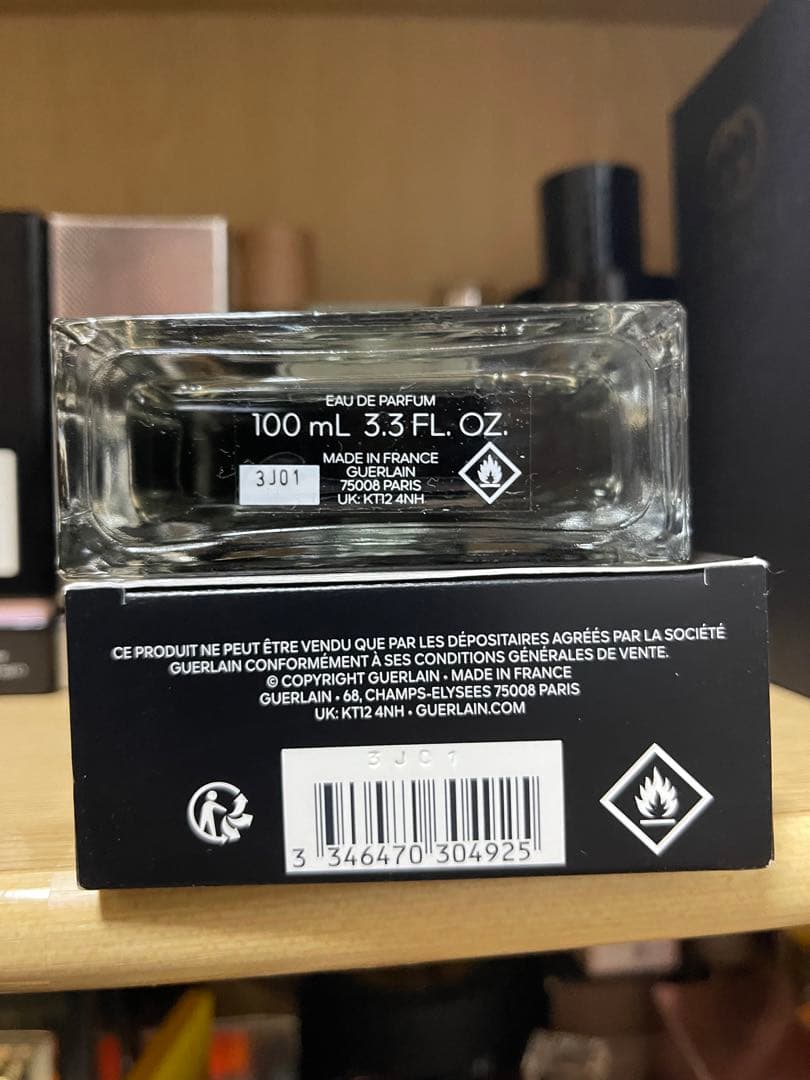 EAU DE PARFUM
100 mL 3.3 FL. OZ.
MADE IN FRANCE
GUERLAIN
75008 PARIS
UK: KT12 4NH
3J01
CE PRODUIT NE PEUT ÊTRE VENDU QUE PAR LES DÉPOSITAIRES AGRÉÉS PAR LA SOCIÉTÉ
GUERLAIN CONFORMÉMENT À SES CONDITIONS GÉNÉRALES DE VENTE.
© COPYRIGHT GUERLAIN • MADE IN FRANCE
GUERLAIN • 68, CHAMPS-ELYSEES 75008 PARIS
UK: KT12 4NH • GUERLAIN.COM
3J01
3 346470 304925